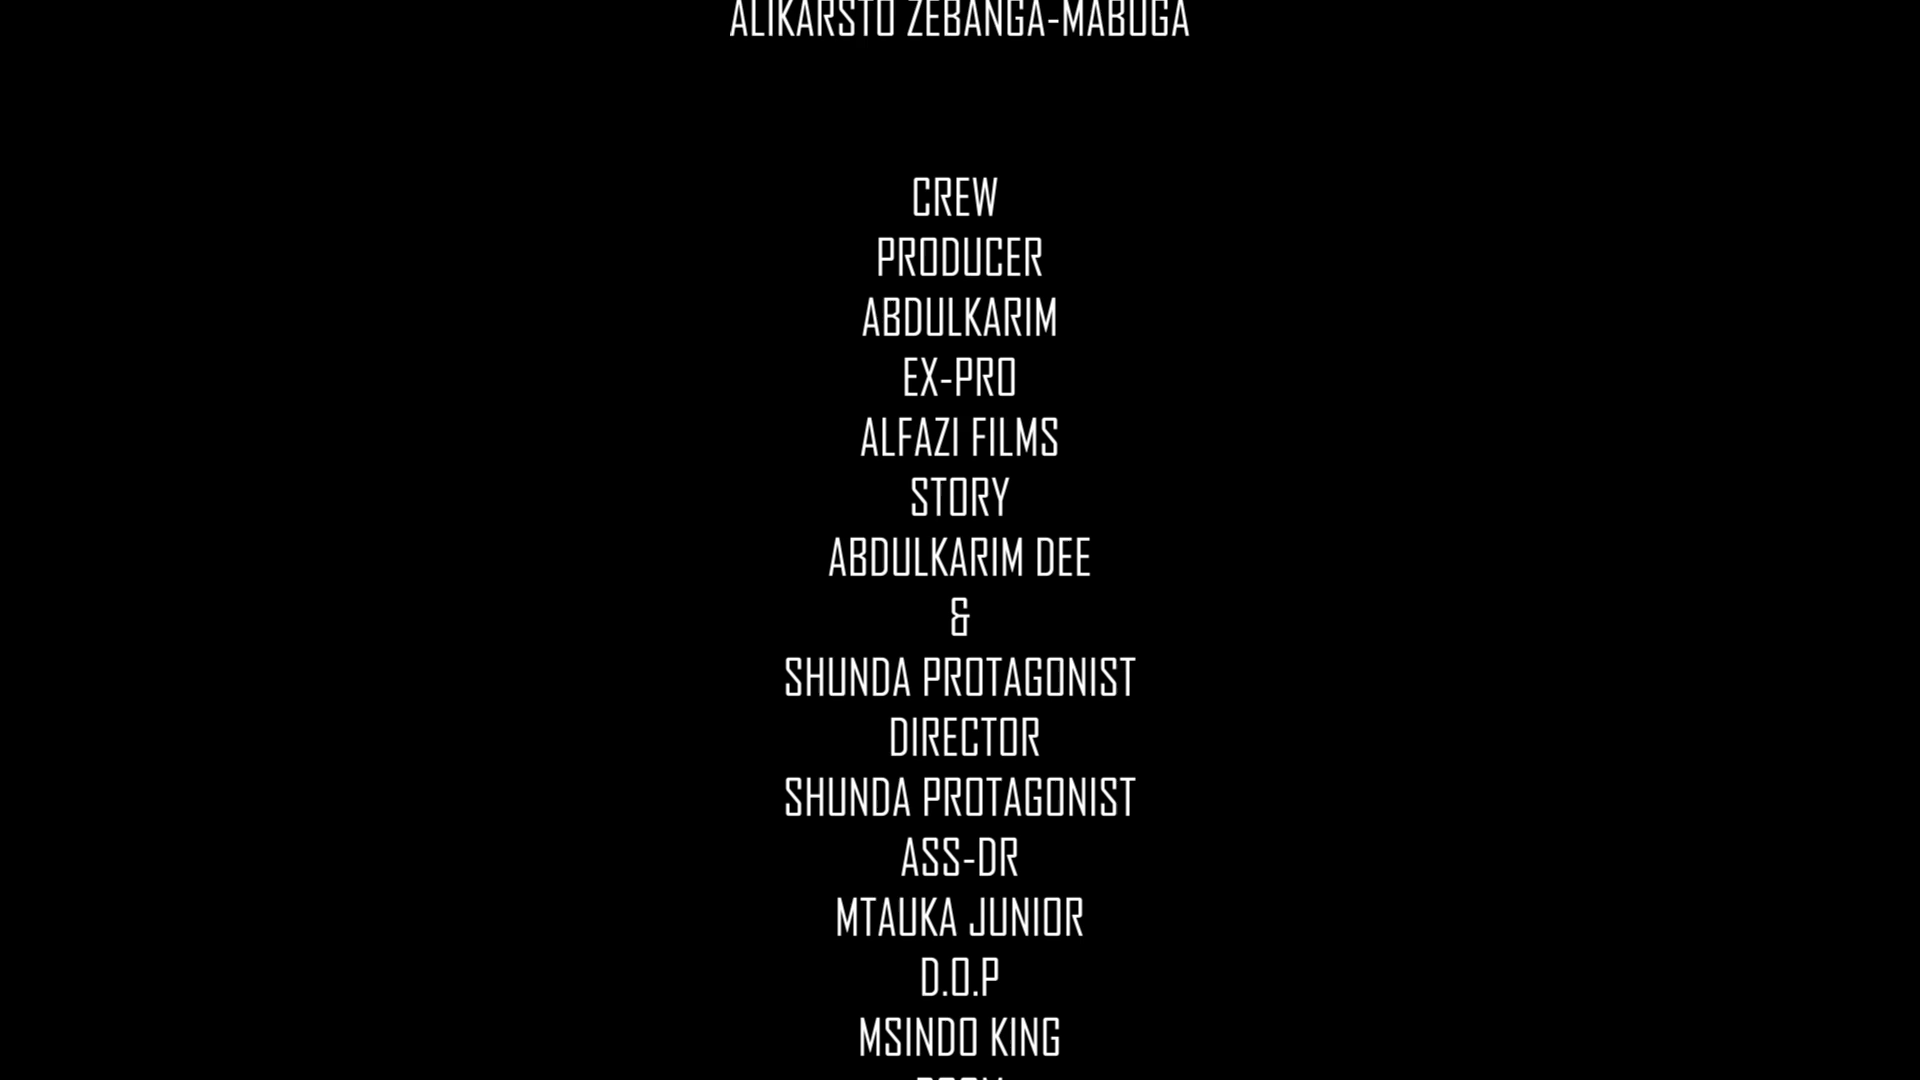 ALIKARSTO ZEBANGA-MABUGA
CREW
PRODUCER
ABDULKARIM
EX-PRO
ALFAZI FILMS
STORY
ABDULKARIM DEE
&
SHUNDA PROTAGONIST
DIRECTOR
SHUNDA PROTAGONIST
ASS-DR
MTAUKA JUNIOR
D.O.P
MSINDO KING